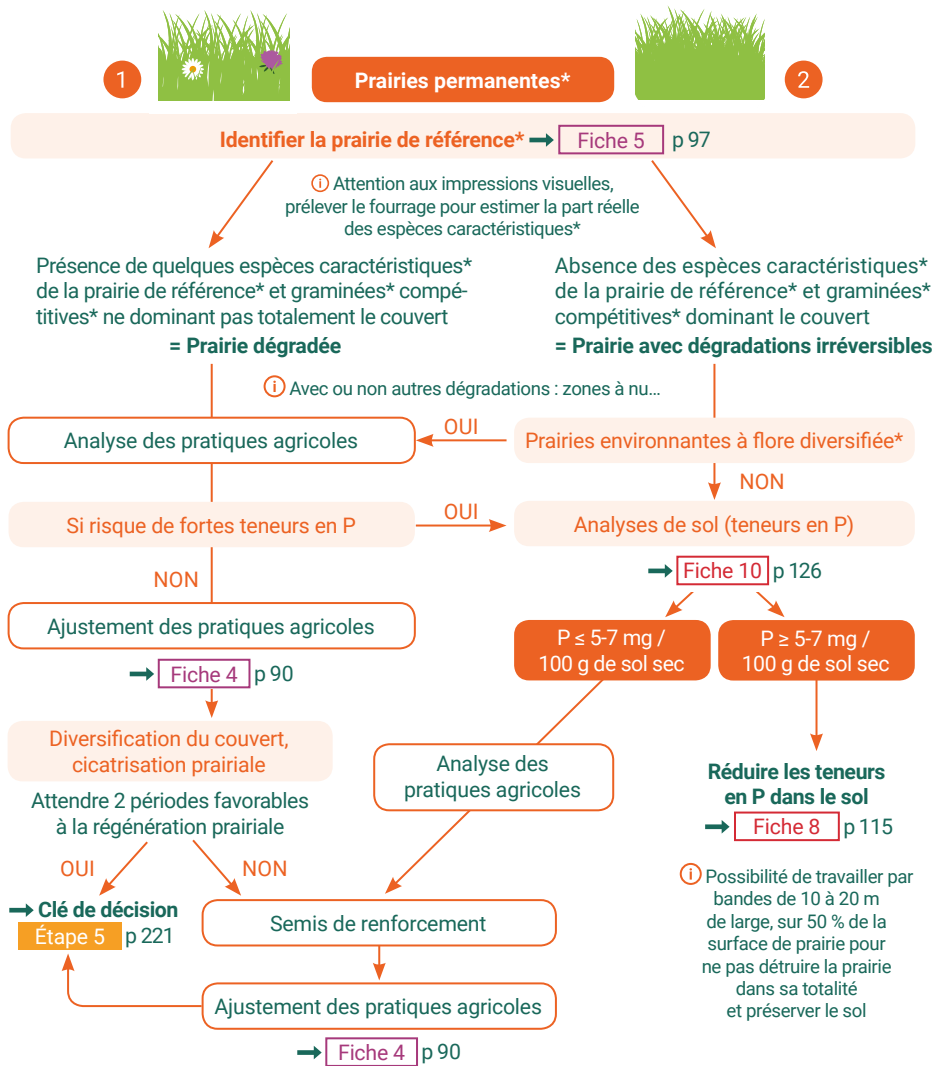 1
Prairies permanentes*
2
Identifier la prairie de référence* ➞ Fiche 5 p 97
i Attention aux impressions visuelles,
prélever le fourrage pour estimer la part réelle
des espèces caractéristiques*
Présence de quelques espèces caractéristiques*
de la prairie de référence* et graminées* compé-
titives* ne dominant pas totalement le couvert
= Prairie dégradée
Absence des espèces caractéristiques*
de la prairie de référence* et graminées*
compétitives* dominant le couvert
= Prairie avec dégradations irréversibles
i Avec ou non autres dégradations : zones à nu…
Analyse des pratiques agricoles
OUI
Prairies environnantes à flore diversifiée*
NON
Si risque de fortes teneurs en P
OUI
Analyses de sol (teneurs en P)
➞ Fiche 10 p 126
NON
Ajustement des pratiques agricoles
➞ Fiche 4 p 90
P ≤ 5-7 mg /
100 g de sol sec
P ≥ 5-7 mg /
100 g de sol sec
Diversification du couvert,
cicatrisation prairiale
Attendre 2 périodes favorables
à la régénération prairiale
Analyse des
pratiques agricoles
Réduire les teneurs
en P dans le sol
➞ Fiche 8 p 115
OUI
NON
➞ Clé de décision
Étape 5 p 221
Semis de renforcement
Ajustement des pratiques agricoles
➞ Fiche 4 p 90
i Possibilité de travailler par
bandes de 10 à 20 m
de large, sur 50 % de la
surface de prairie pour
ne pas détruire la prairie
dans sa totalité
et préserver le sol